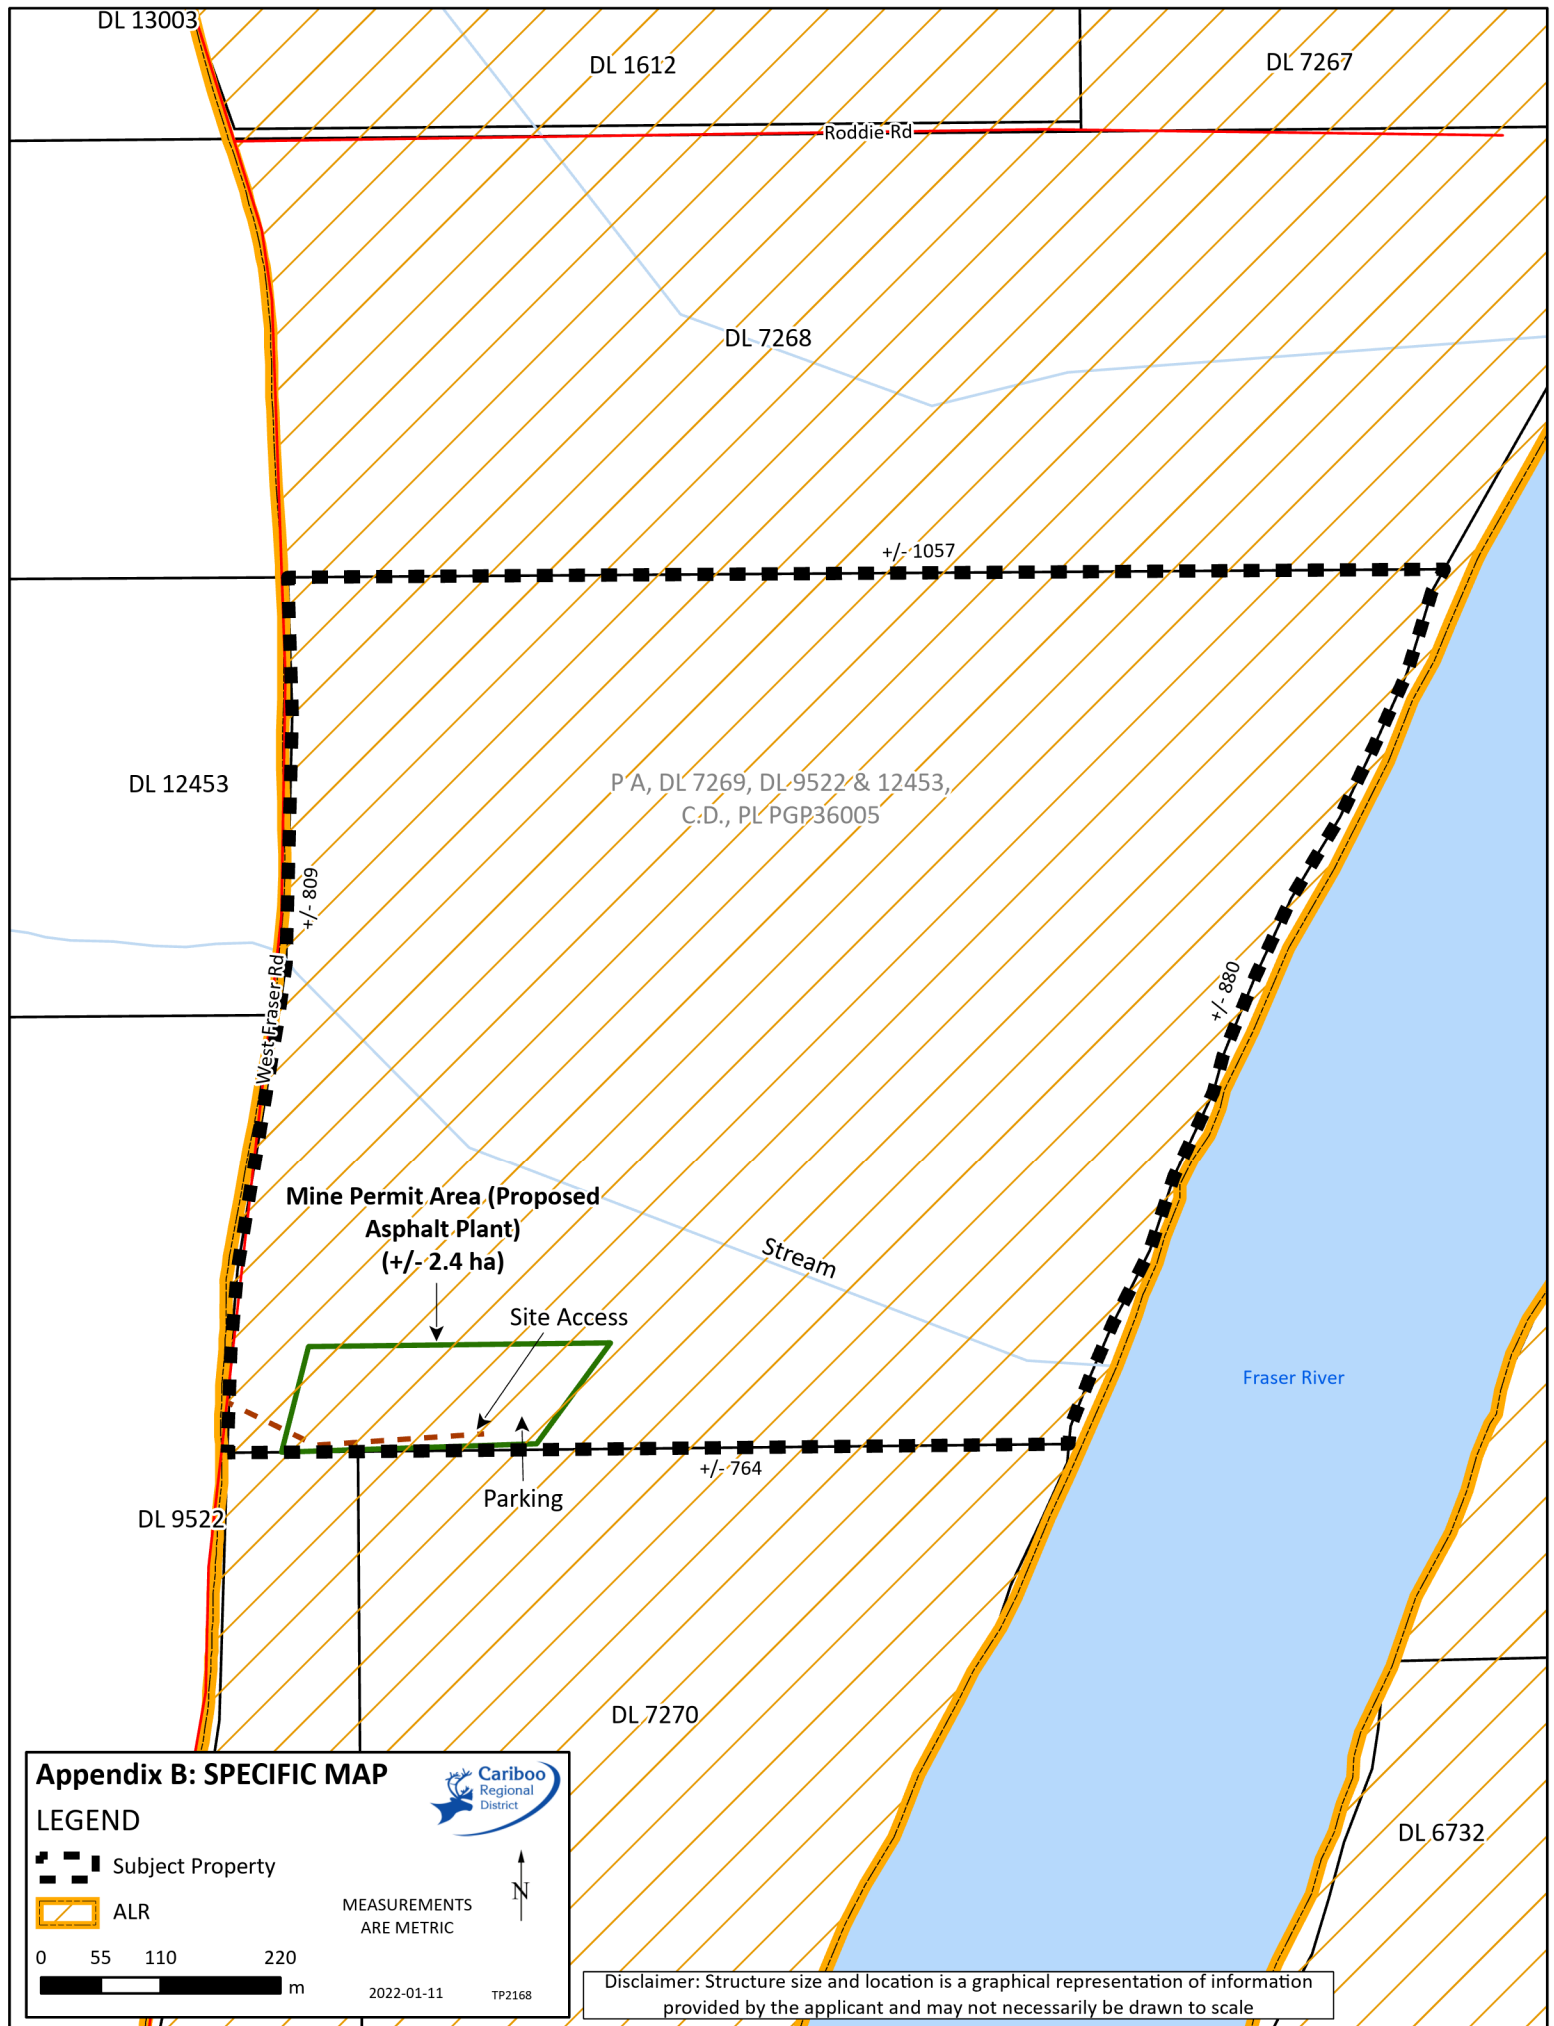 DL 13003
DL 1612
DL 7267
Roddie Rd
DL 7268
+/- 1057
DL 12453
P A, DL 7269, DL 9522 & 12453,
C.D., PL PGP36005
+/- 809
West Fraser Rd
+/- 880
Mine Permit Area (Proposed
Asphalt Plant)
(+/- 2.4 ha)
Stream
Site Access
Fraser River
+/- 764
Parking
DL 9522
DL 7270
DL 6732
Appendix B: SPECIFIC MAP
Cariboo
Regional
District
LEGEND
Subject Property
ALR
N
MEASUREMENTS
ARE METRIC
0 55 110 220
m
2022-01-11
TP2168
Disclaimer: Structure size and location is a graphical representation of information
provided by the applicant and may not necessarily be drawn to scale